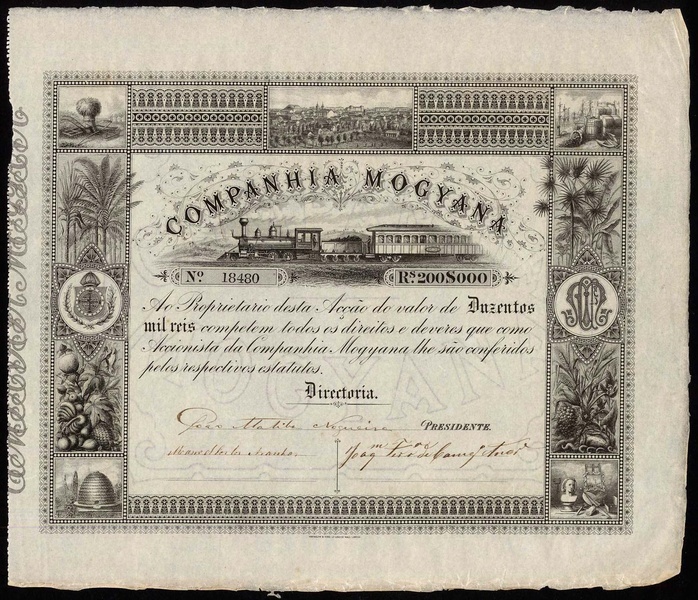 COMPANHIA MOGYANA
Nº 18480
RS. 200$000
Ao Proprietario desta Acção do valor de Duzentos
mil reis competem todos os direitos e deveres que como
Accionista da Companhia Mogyana lhe são conferidos
pelos respectivos estatutos.
Directoria.
Nogueira PRESIDENTE.